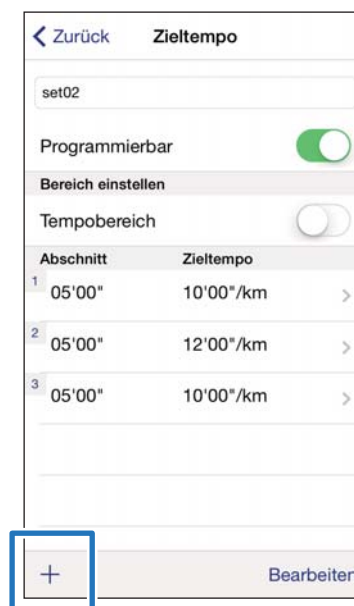 Zurück Zieltempo
set02
Programmierbar
Bereich einstellen
Tempobereich
Abschnitt Zieltempo
1 05'00" 10'00"/km
2 05'00" 12'00"/km
3 05'00" 10'00"/km
+ Bearbeiten